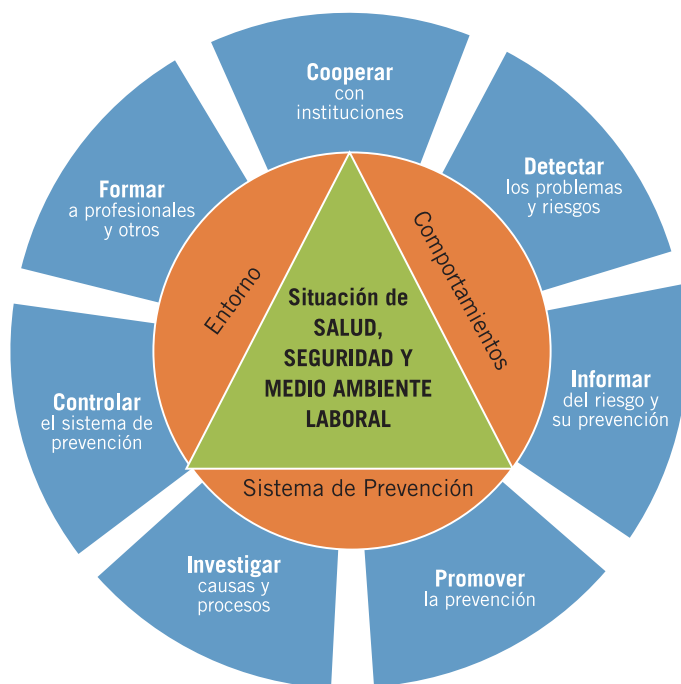 Cooperar
con
instituciones
Detectar
los problemas
y riesgos
Formar
a profesionales
y otros
Entorno
Comportamientos
Situación de
SALUD,
SEGURIDAD Y
MEDIO AMBIENTE
LABORAL
Informar
del riesgo y
su prevención
Controlar
el sistema de
prevención
Sistema de Prevención
Investigar
causas y
procesos
Promover
la prevención